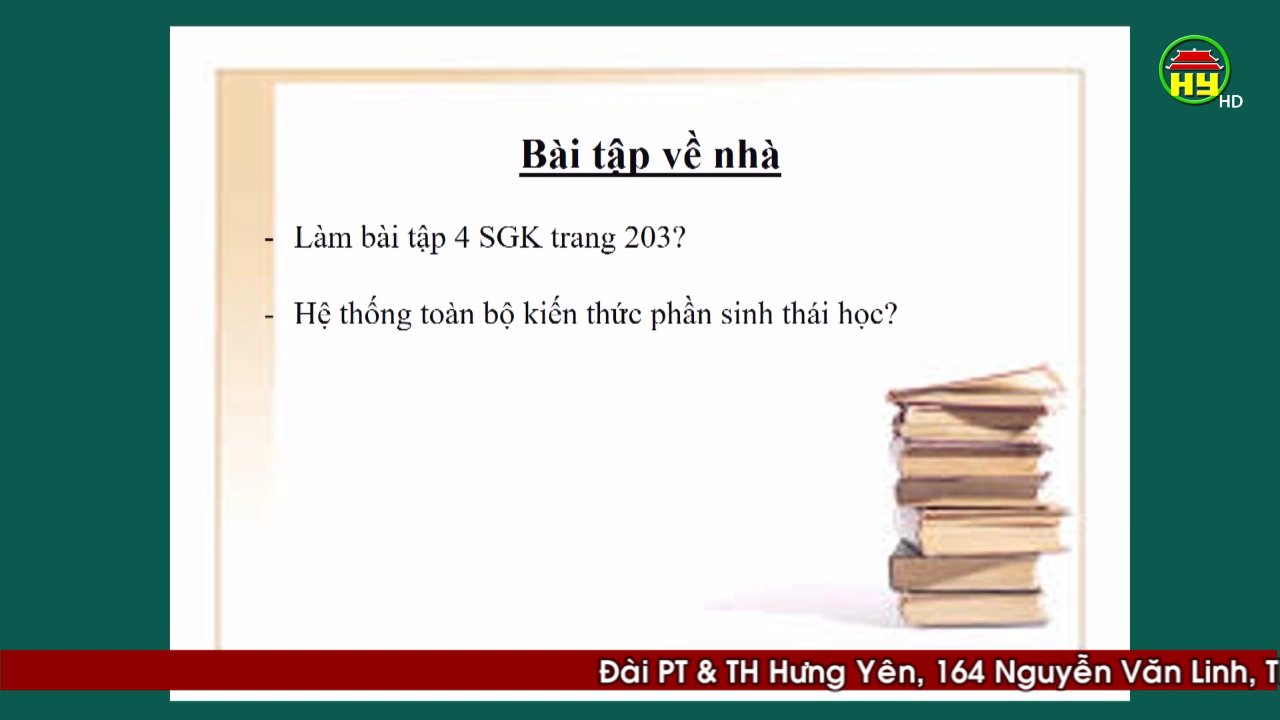 HY
HD
Bài tập về nhà
- Làm bài tập 4 SGK trang 203?
- Hệ thống toàn bộ kiến thức phần sinh thái học?
Đài PT & TH Hưng Yên, 164 Nguyễn Văn Linh, T